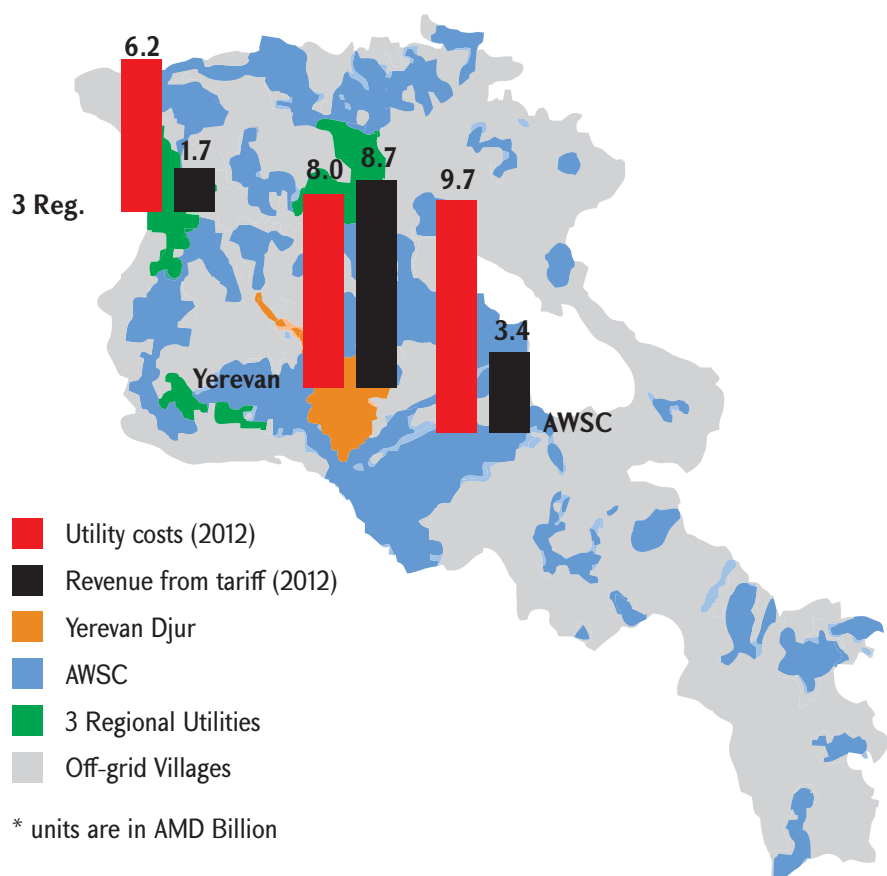 6.2
1.7
3 Reg.
8.0
8.7
9.7
3.4
Yerevan
AWSC
Utility costs (2012)
Revenue from tariff (2012)
Yerevan Djur
AWSC
3 Regional Utilities
Off-grid Villages
* units are in AMD Billion